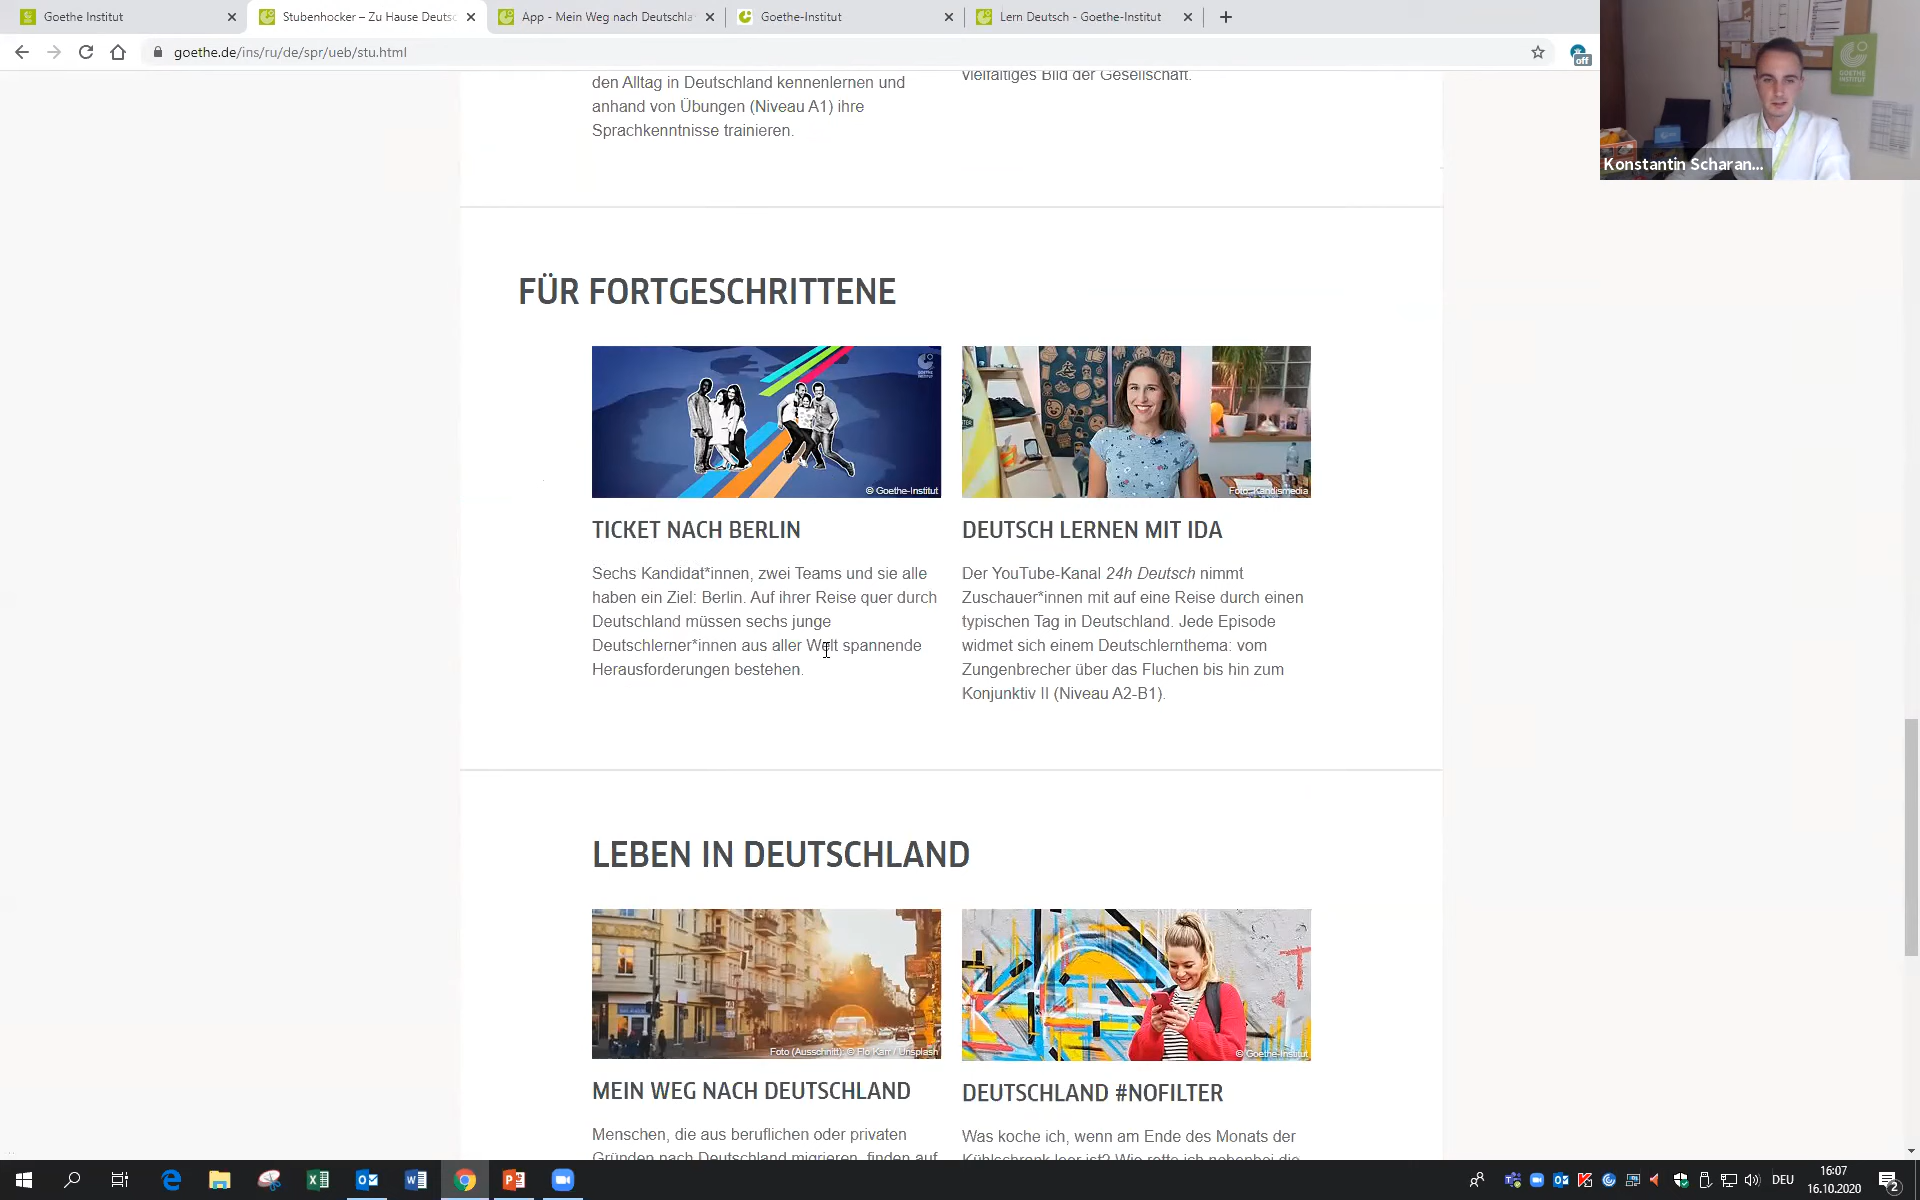 Goethe Institut
Stubenhocker – Zu Hause Deutsc
App - Mein Weg nach Deutschla
Goethe-Institut
Lern Deutsch - Goethe-Institut
goethe.de/ins/ru/de/spr/ueb/stu.html
off
GOETHE INSTITUT
Konstantin Scharan...
den Alltag in Deutschland kennenlernen und
anhand von Übungen (Niveau A1) ihre
Sprachkenntnisse trainieren.
vielfältiges Bild der Gesellschaft.
FÜR FORTGESCHRITTENE
© Goethe-Institut
TICKET NACH BERLIN
Sechs Kandidat*innen, zwei Teams und sie alle
haben ein Ziel: Berlin. Auf ihrer Reise quer durch
Deutschland müssen sechs junge
Deutschlerner*innen aus aller Welt spannende
Herausforderungen bestehen.
Foto: Kandismedia
DEUTSCH LERNEN MIT IDA
Der YouTube-Kanal 24h Deutsch nimmt
Zuschauer*innen mit auf eine Reise durch einen
typischen Tag in Deutschland. Jede Episode
widmet sich einem Deutschlernthema: vom
Zungenbrecher über das Fluchen bis hin zum
Konjunktiv II (Niveau A2-B1).
LEBEN IN DEUTSCHLAND
Foto (Ausschnitt): © Flo Karr / Unsplash
MEIN WEG NACH DEUTSCHLAND
Menschen, die aus beruflichen oder privaten
Gründen nach Deutschland migrieren, finden auf
© Goethe-Institut
DEUTSCHLAND #NOFILTER
Was koche ich, wenn am Ende des Monats der
Kühlschrank leer ist? Wie rette ich nebenbei die
DEU
16:07
16.10.2020
2